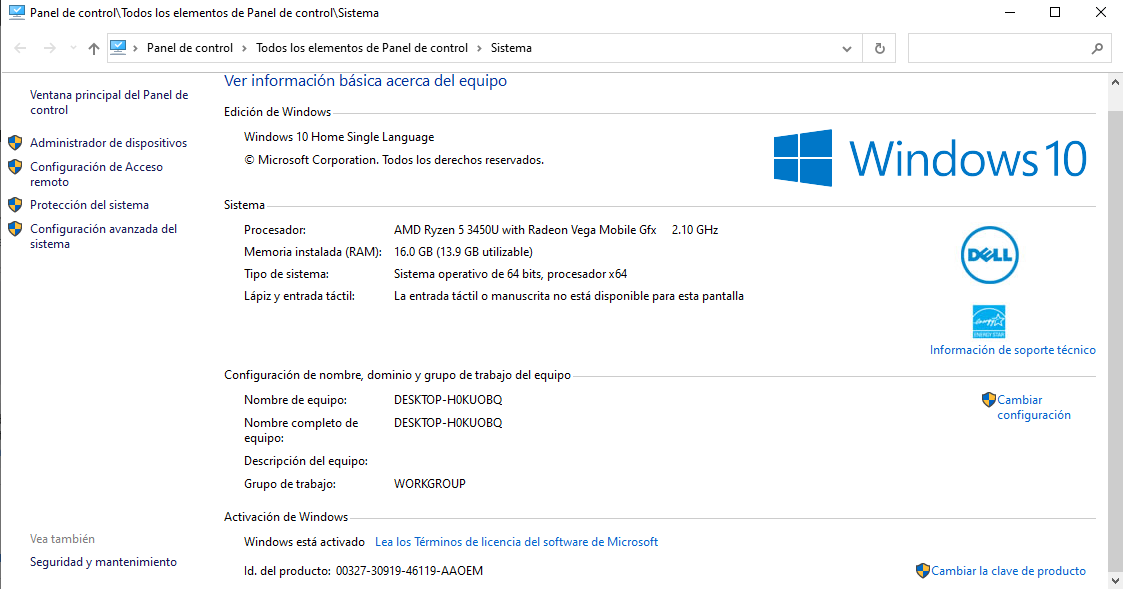 Panel de control\Todos los elementos de Panel de control\Sistema
Panel de control › Todos los elementos de Panel de control › Sistema
Ventana principal del Panel de
control
Administrador de dispositivos
Configuración de Acceso
remoto
Protección del sistema
Configuración avanzada del
sistema
Vea también
Seguridad y mantenimiento
Ver información básica acerca del equipo
Edición de Windows
Windows 10 Home Single Language
© Microsoft Corporation. Todos los derechos reservados.
Windows 10
Sistema
Procesador: AMD Ryzen 5 3450U with Radeon Vega Mobile Gfx 2.10 GHz
Memoria instalada (RAM): 16.0 GB (13.9 GB utilizable)
Tipo de sistema: Sistema operativo de 64 bits, procesador x64
Lápiz y entrada táctil: La entrada táctil o manuscrita no está disponible para esta pantalla
DELL
energy
ENERGY STAR
Información de soporte técnico
Configuración de nombre, dominio y grupo de trabajo del equipo
Nombre de equipo: DESKTOP-H0KUOBQ
Nombre completo de DESKTOP-H0KUOBQ
equipo:
Descripción del equipo:
Grupo de trabajo: WORKGROUP
Cambiar
configuración
Activación de Windows
Windows está activado Lea los Términos de licencia del software de Microsoft
Id. del producto: 00327-30919-46119-AAOEM
Cambiar la clave de producto